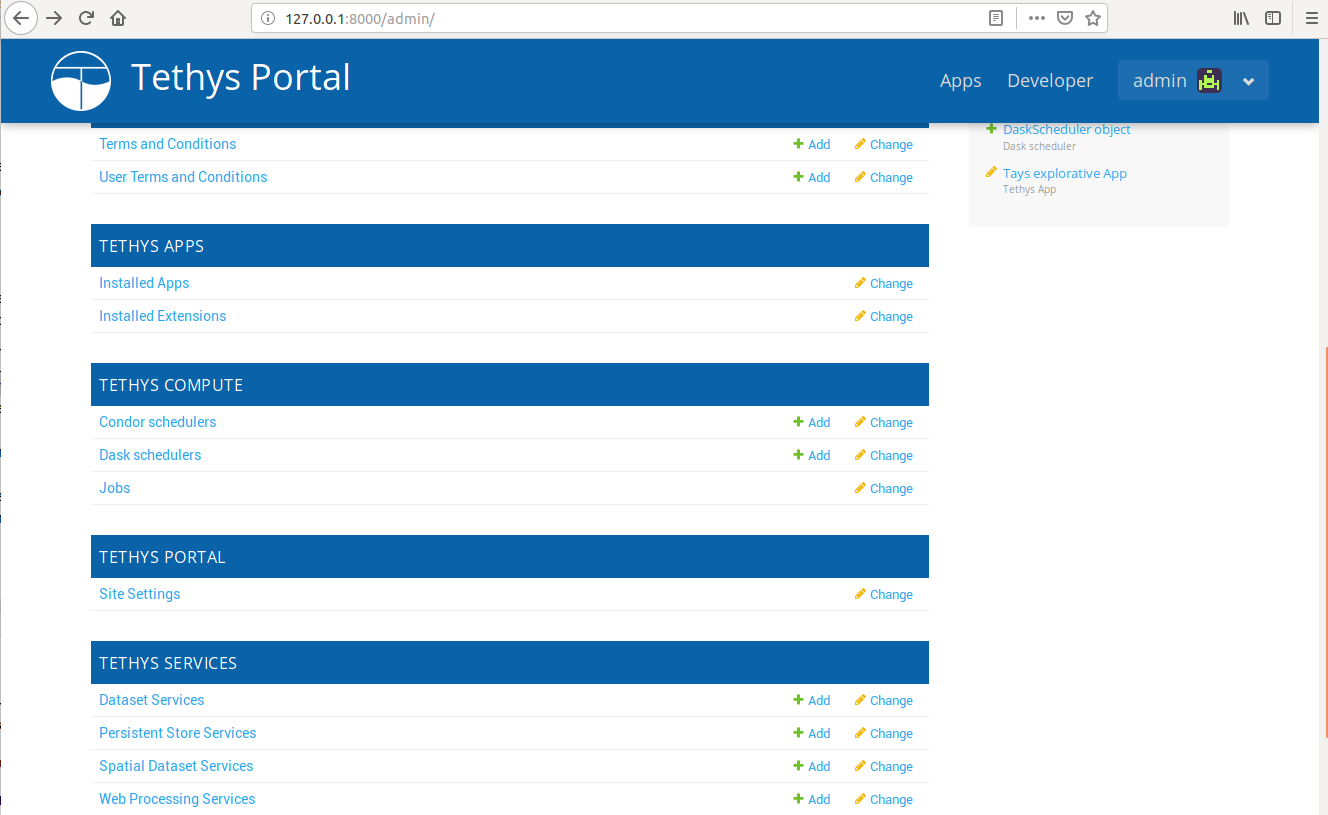 127.0.0.1:8000/admin/
Tethys Portal
Apps
Developer
admin
Terms and Conditions Add Change
User Terms and Conditions Add Change
TETHYS APPS
Installed Apps Change
Installed Extensions Change
TETHYS COMPUTE
Condor schedulers Add Change
Dask schedulers Add Change
Jobs Change
TETHYS PORTAL
Site Settings Change
TETHYS SERVICES
Dataset Services Add Change
Persistent Store Services Add Change
Spatial Dataset Services Add Change
Web Processing Services Add Change
DaskScheduler object
Dask scheduler
Tays explorative App
Tethys App